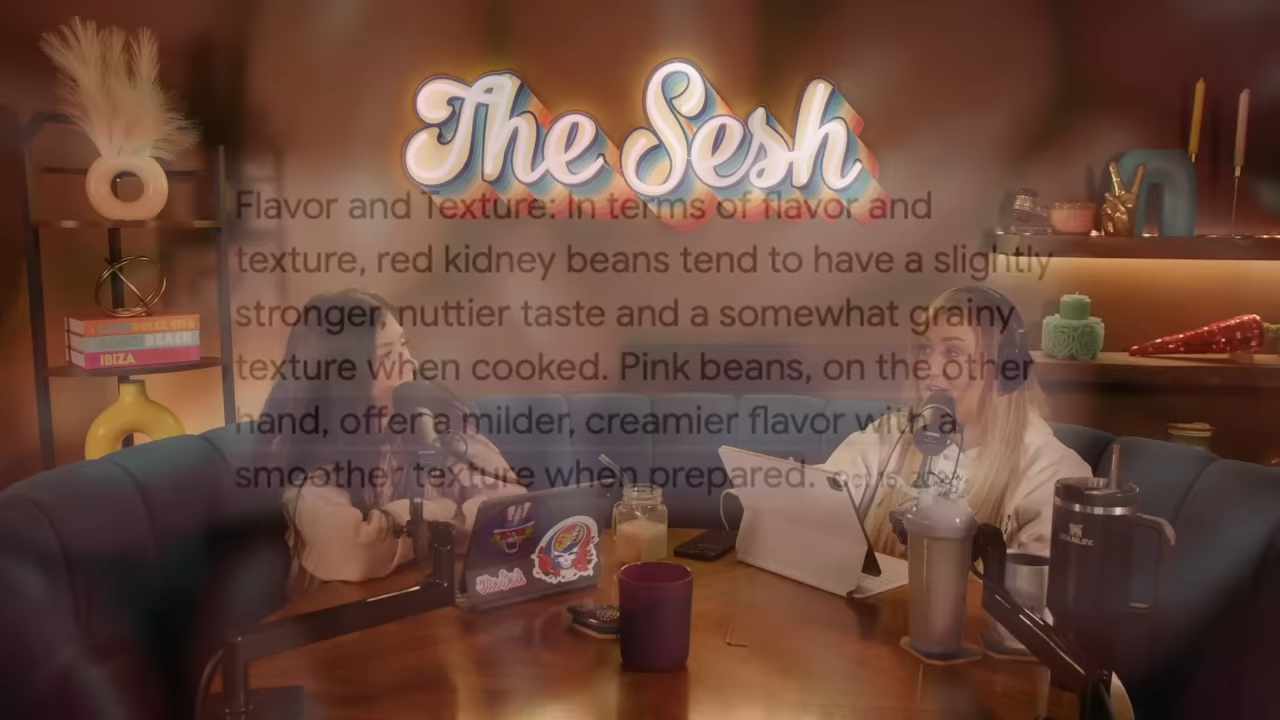 The Sesh
Flavor and Texture: In terms of flavor and
texture, red kidney beans tend to have a slightly
stronger, nuttier taste and a somewhat grainy
texture when cooked. Pink beans, on the other
hand, offer a milder, creamier flavor with a
smoother texture when prepared.
BEACH
IBIZA
STANLEY